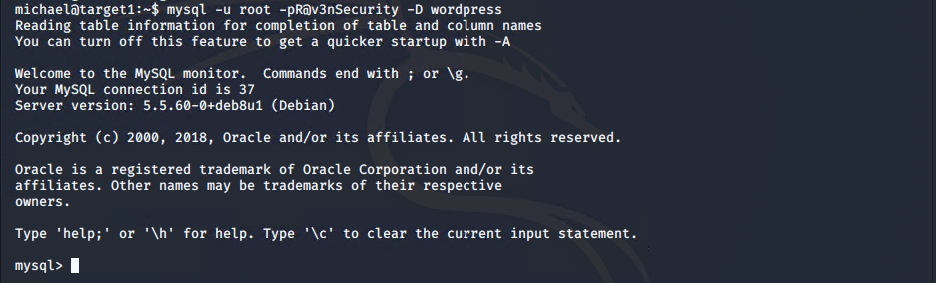 michael@target1:~$ mysql -u root -pR@v3nSecurity -D wordpress
Reading table information for completion of table and column names
You can turn off this feature to get a quicker startup with -A
Welcome to the MySQL monitor.  Commands end with ; or \g.
Your MySQL connection id is 37
Server version: 5.5.60-0+deb8u1 (Debian)
Copyright (c) 2000, 2018, Oracle and/or its affiliates. All rights reserved.
Oracle is a registered trademark of Oracle Corporation and/or its
affiliates. Other names may be trademarks of their respective
owners.
Type 'help;' or '\h' for help. Type '\c' to clear the current input statement.
mysql>